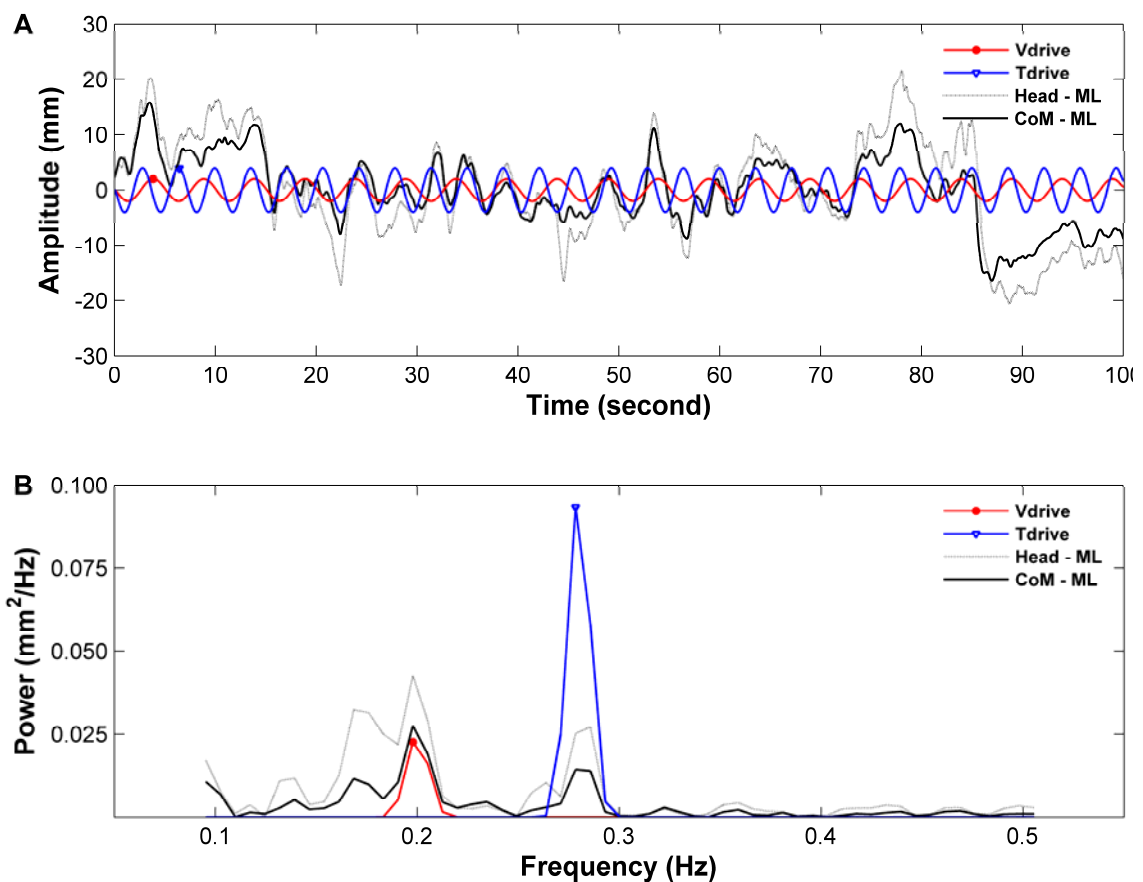 A
30
20
10
0
-10
-20
-30
Amplitude (mm)
Vdrive
Tdrive
Head - ML
CoM - ML
0 10 20 30 40 50 60 70 80 90 100
Time (second)
B
0.100
0.075
0.050
0.025
Power (mm²/Hz)
Vdrive
Tdrive
Head - ML
CoM - ML
0.1 0.2 0.3 0.4 0.5
Frequency (Hz)